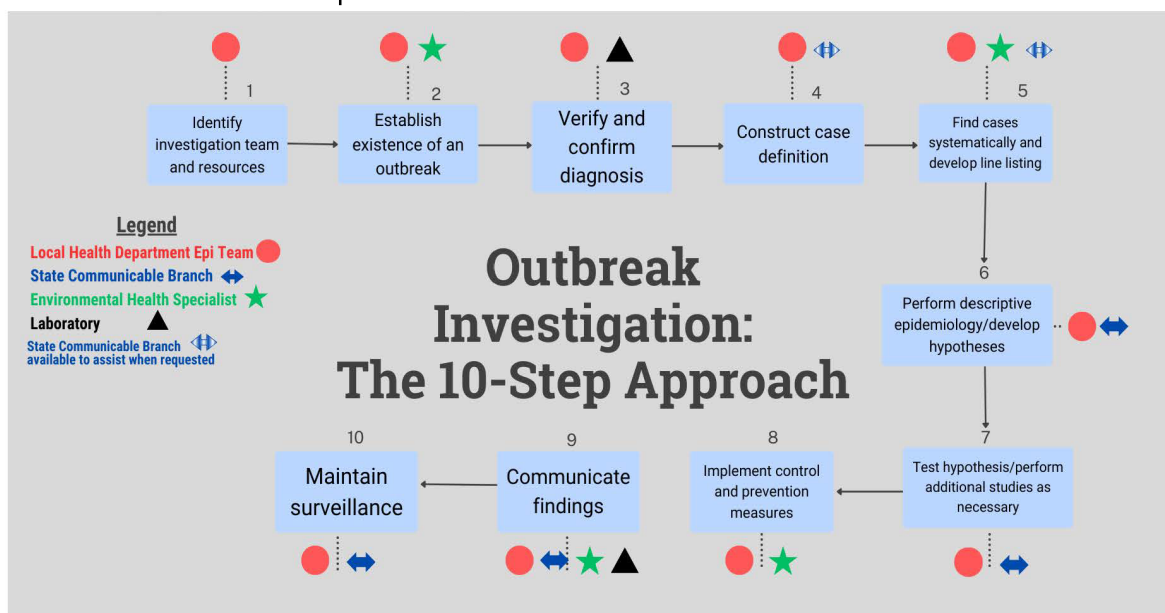 1
Identify
investigation team
and resources
2
Establish
existence of an
outbreak
3
Verify and
confirm
diagnosis
4
Construct case
definition
5
Find cases
systematically and
develop line listing
Legend
Local Health Department Epi Team
State Communicable Branch
Environmental Health Specialist
Laboratory
State Communicable Branch
available to assist when requested
Outbreak
Investigation:
The 10-Step Approach
6
Perform descriptive
epidemiology/develop
hypotheses
7
Test hypothesis/perform
additional studies as
necessary
8
Implement control
and prevention
measures
9
Communicate
findings
10
Maintain
surveillance